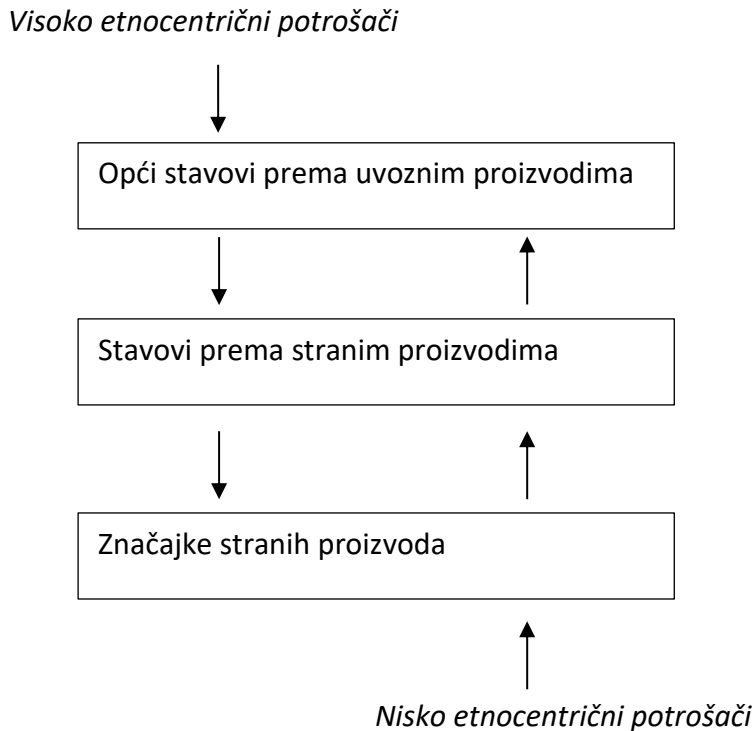 Visoko etnocentrični potrošači
Opći stavovi prema uvoznim proizvodima
Stavovi prema stranim proizvodima
Značajke stranih proizvoda
Nisko etnocentrični potrošači